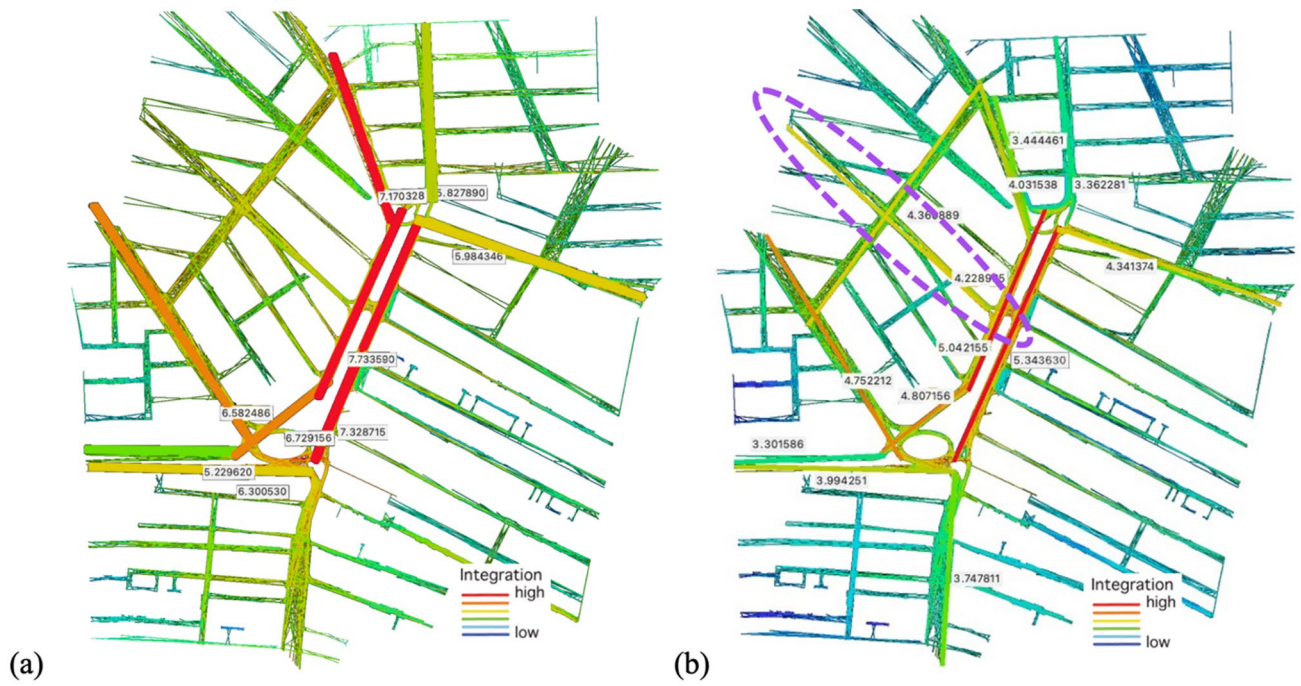 7.170328
5.827890
5.984346
7.733590
6.582486
6.729156
7.328715
5.229620
6.300530
Integration
high
low
(a)
3.444461
4.031538
3.362281
4.341374
5.042155
5.343630
4.752212
4.807156
3.301586
3.994251
3.747811
Integration
high
low
(b)